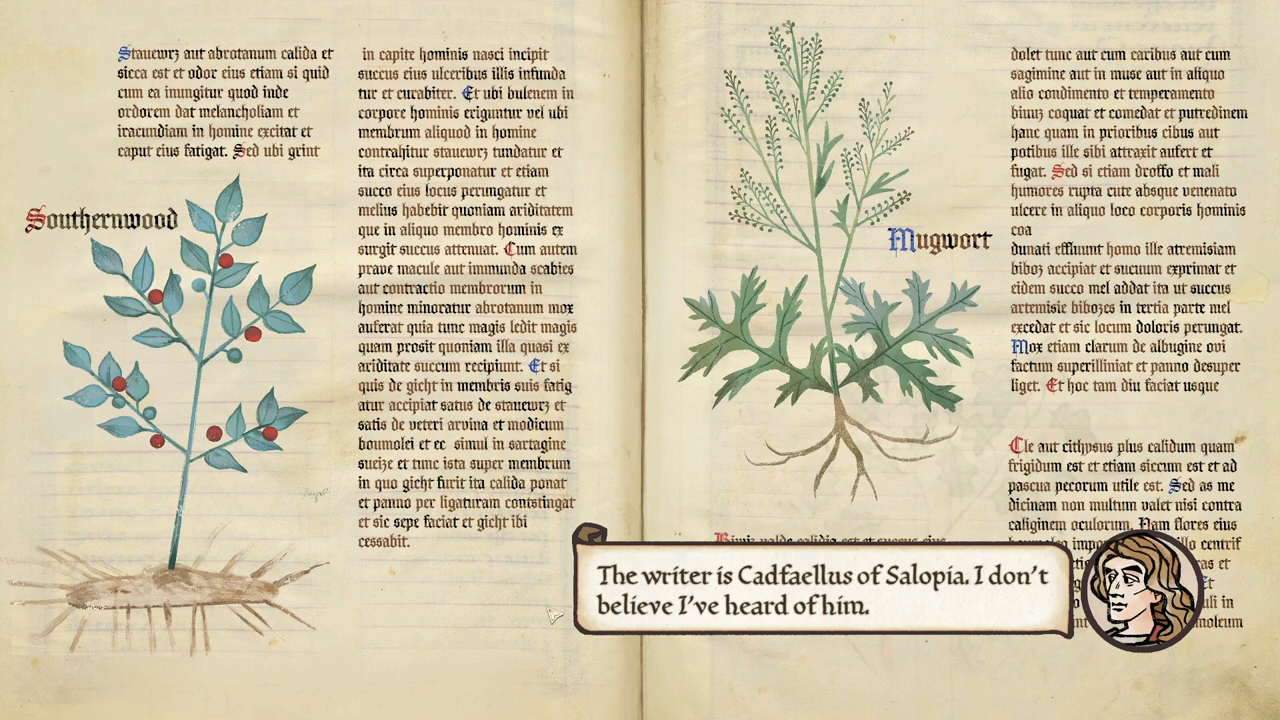 Stauewrz aut abrotanum calida et
sicca est et odor eius etiam si quid
cum ea inungitur quod inde
ordorem dat melancholiam et
iracundiam in homine excitat et
caput eius fatigat. Sed ubi grint
Southernwood
in capite hominis nasci incipit
succus eius ulceribus illis infunda
tur et curabiter. Et ubi bulenem in
corpore hominis eriguntur vel ubi
membrum aliquod in homine
contrahitur stauewrz tundatur et
ita circa superponatur et etiam
succo eius locus perungatur et
melius habebit quoniam ariditatem
que in aliquo membro hominis ex
surgit succus attenuat. Cum autem
prave macule aut immunda scabies
aut contractio membrorum in
homine minoratur abrotanum mox
auferat quia tunc magis ledit magis
quam prosit quoniam illa quasi ex
ariditate succum recipiunt. Et si
quis de gicht in membris suis fatig
atur accipiat satus de stauewrz et
satis de veteri arvina et modicum
boumolei et ec simul in sartagine
sueize et tunc ista super membrum
in quo gicht furit ita calida ponat
et panno per ligaturam constingat
et sic sepe faciat et gicht ibi
cessabit.
Mugwort
dolet tunc aut cum caribus aut cum
sagimine aut in muse aut in aliquo
alio condimento et temperamento
binuz coquat et comedat et putredinem
hanc quam in prioribus cibus aut
potibus ille sibi attraxit aufert et
fugat. Sed si etiam droffo et mali
humores rupta cute absque venenato
ulcere in aliquo loco corporis hominis
coa
dunati effluunt homo ille atremisiam
biboz accipiat et sucum exprimat et
eidem succo mel addat ita ut succus
artemisie bibozes in tertia parte mel
excedat et sic locum doloris perungat.
Mox etiam clarum de albugine ovi
factum superilliniat et panno desuper
liget. Et hoc tam diu faciat usque
Cle aut cithysus plus calidum quam
frigidum est et etiam siccum est et ad
pascua pecorum utile est. Sed as me
dicinam non multum valet nisi contra
caliginem oculorum. Nam flores eius
illo centrif
as et
Et
uli in
moleum
The writer is Cadfaellus of Salopia. I don't
believe I've heard of him.